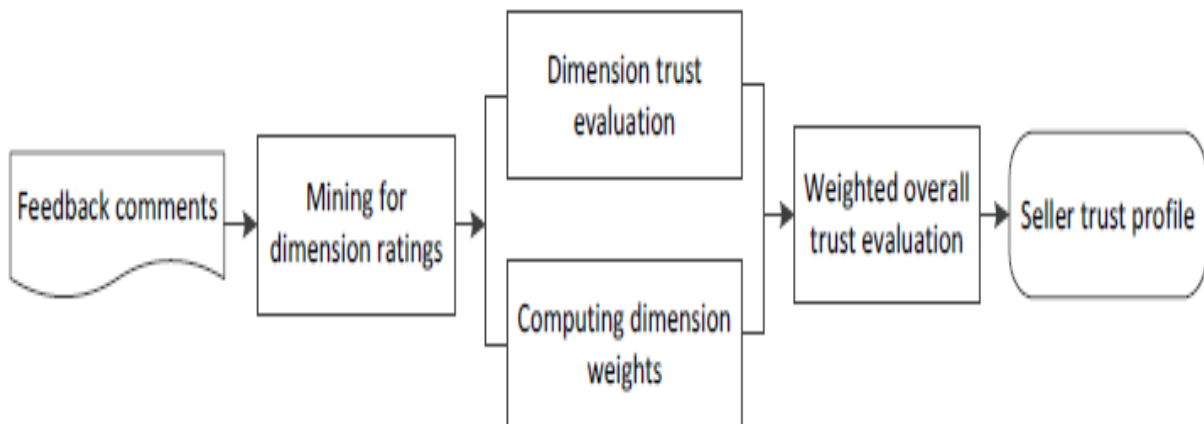 Feedback comments
Mining for
dimension ratings
Dimension trust
evaluation
Computing dimension
weights
Weighted overall
trust evaluation
Seller trust profile